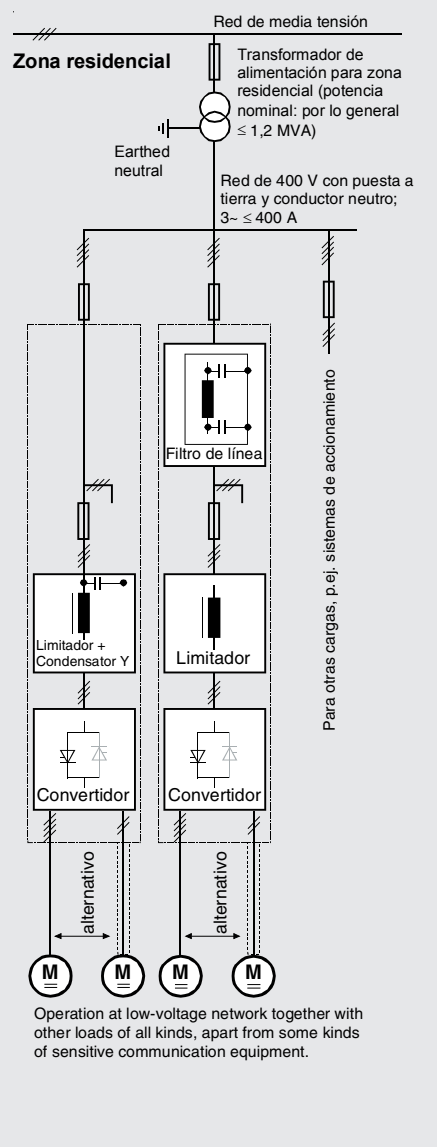 Red de media tensión
Zona residencial
Transformador de
alimentación para zona
residencial (potencia
nominal: por lo general
≤ 1,2 MVA)
Earthed
neutral
Red de 400 V con puesta a
tierra y conductor neutro;
3~ ≤ 400 A
Filtro de línea
Para otras cargas, p.ej. sistemas de accionamiento
Limitador +
Condensator Y
Limitador
Convertidor
Convertidor
alternativo
alternativo
M
M
M
M
Operation at low-voltage network together with
other loads of all kinds, apart from some kinds
of sensitive communication equipment.